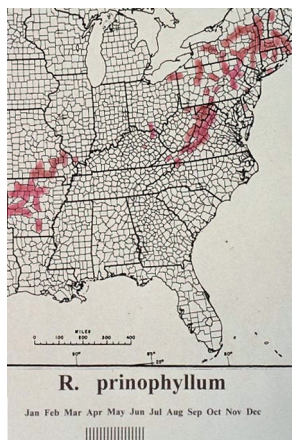 MILES
0 100 200 300 400
90° 85° 80°
25°
R. prinophyllum
Jan Feb Mar Apr May Jun Jul Aug Sep Oct Nov Dec